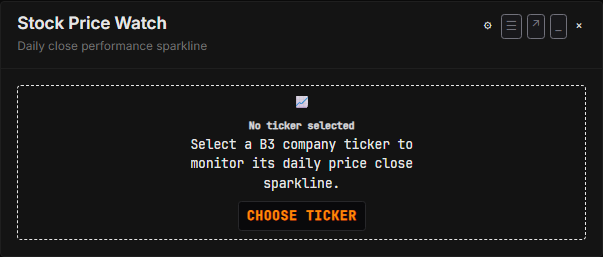 Stock Price Watch
Daily close performance sparkline
No ticker selected
Select a B3 company ticker to
monitor its daily price close
sparkline.
CHOOSE TICKER